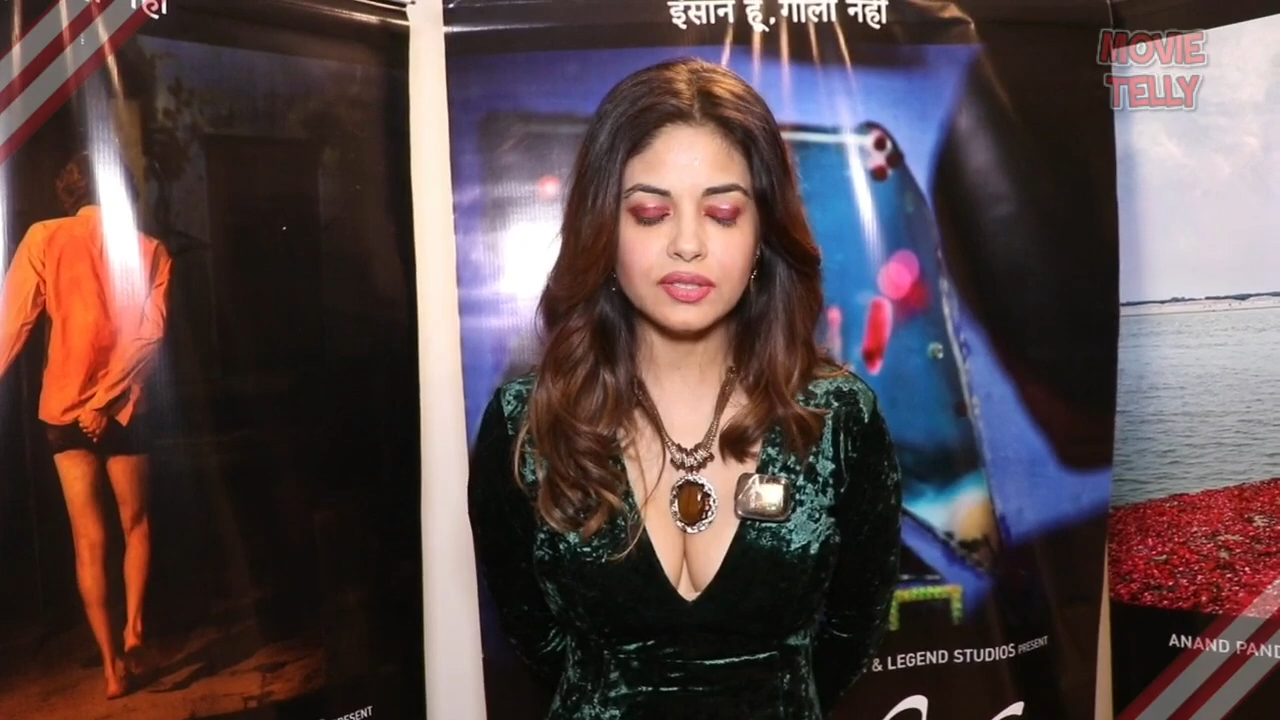 इंसान हूँ, गाली नहीं
MOVIE
TELLY
& LEGEND STUDIOS PRESENT
ANAND PAND